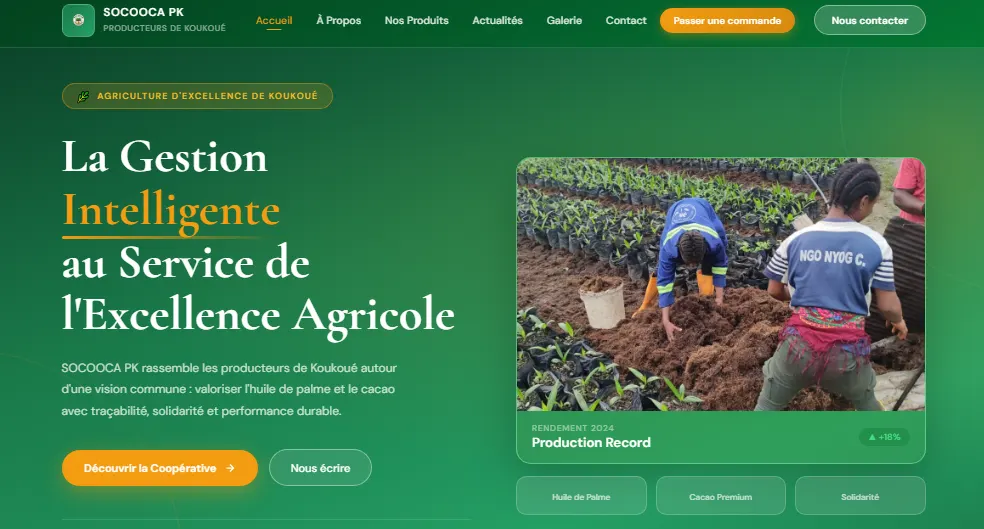 SOCOOCA PK
PRODUCTEURS DE KOUKOUÉ
Accueil
À Propos
Nos Produits
Actualités
Galerie
Contact
Passer une commande
Nous contacter
AGRICULTURE D'EXCELLENCE DE KOUKOUÉ
La Gestion
Intelligente
au Service de
l'Excellence Agricole
SOCOOCA PK rassemble les producteurs de Koukoué autour
d'une vision commune : valoriser l'huile de palme et le cacao
avec traçabilité, solidarité et performance durable.
Découvrir la Coopérative →
Nous écrire
NGO NYOG C.
RENDEMENT 2024
Production Record
▲ +18%
Huile de Palme
Cacao Premium
Solidarité